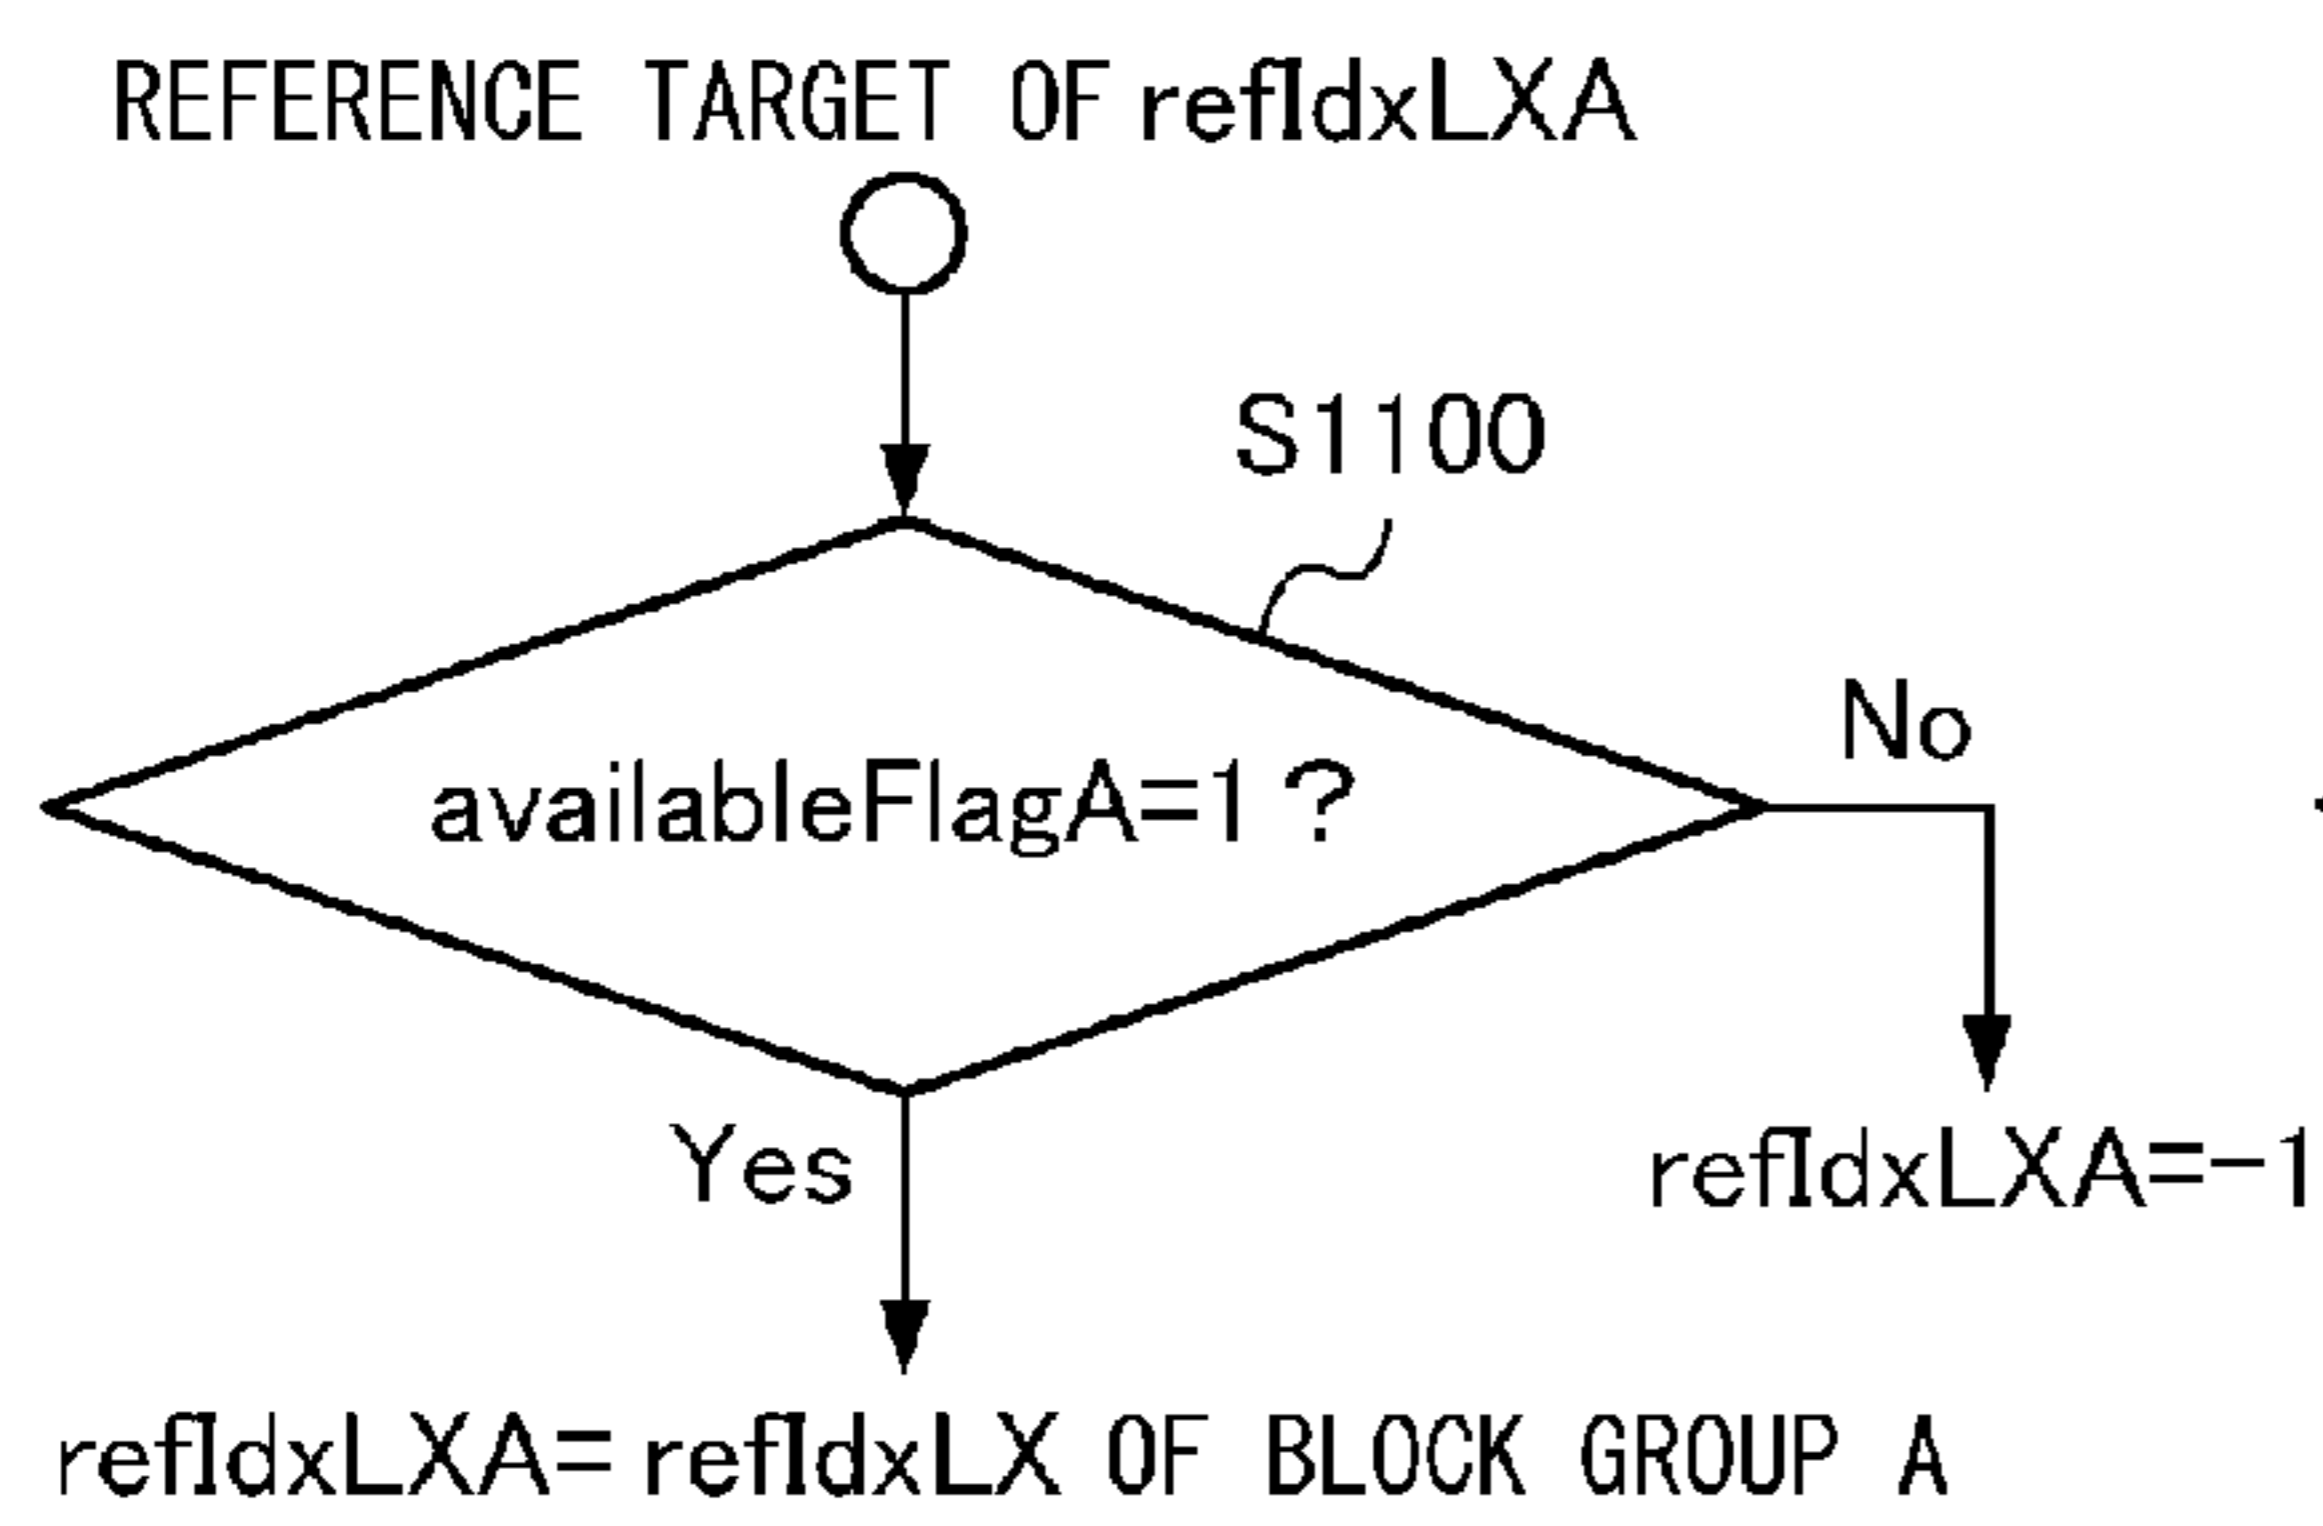 REFERENCE TARGET OF refIdxLXA
S1100
No
availableFlagA=1?
Yes
refIdxLXA=-1
refIdxLXA= refIdxLX OF BLOCK GROUP A